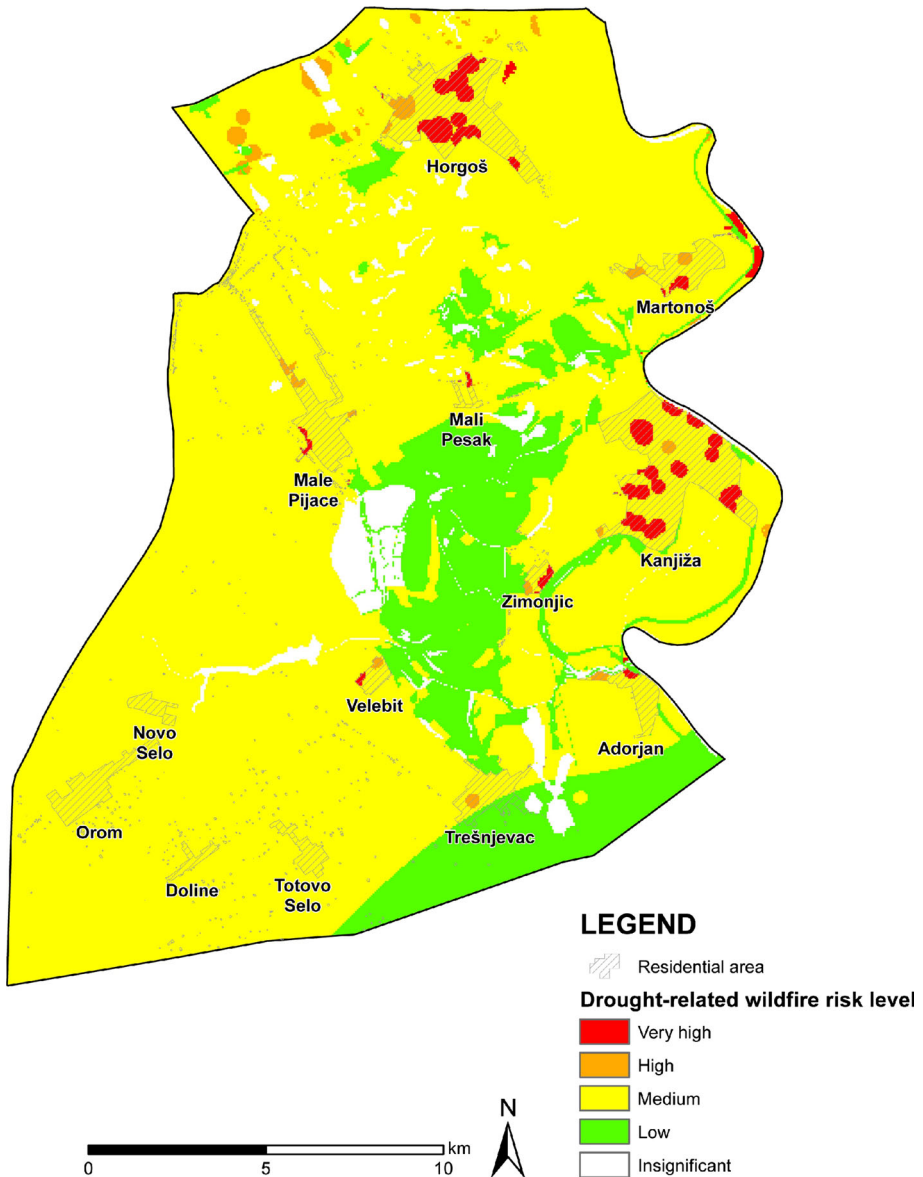 Horgoš
Martonoš
Mali
Pesak
Male
Pijace
Kanjiža
Zimonjic
Velebit
Novo
Selo
Adorjan
Orom
Trešnjevac
Doline
Totovo
Selo
LEGEND
Residential area
Drought-related wildfire risk level
Very high
High
Medium
Low
Insignificant
N
km
0
5
10